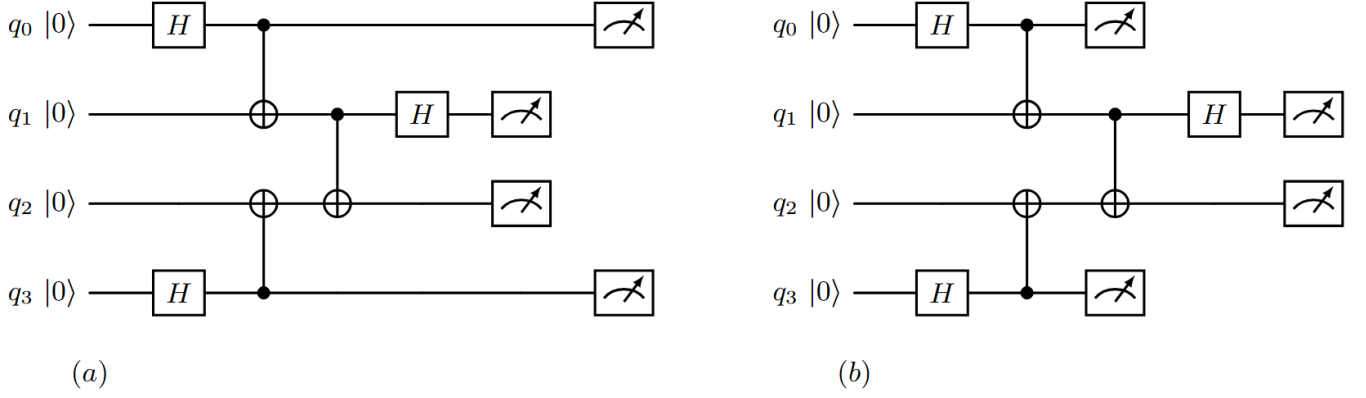 q₀ |0⟩ H
q₁ |0⟩ H
q₂ |0⟩
q₃ |0⟩ H
(a)
q₀ |0⟩ H
q₁ |0⟩ H
q₂ |0⟩
q₃ |0⟩ H
(b)